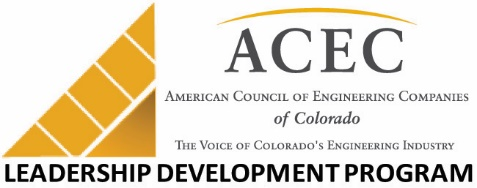 ACEC
AMERICAN COUNCIL OF ENGINEERING COMPANIES
of Colorado
THE VOICE OF COLORADO'S ENGINEERING INDUSTRY
LEADERSHIP DEVELOPMENT PROGRAM